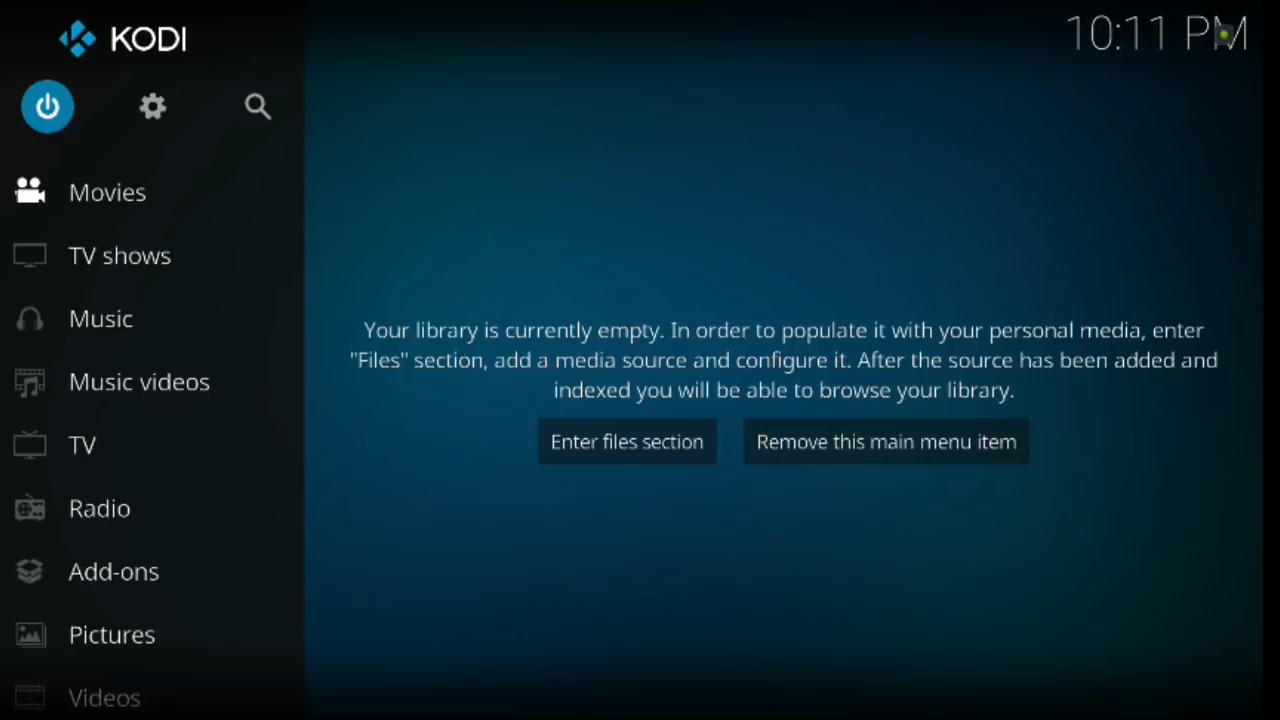 KODI
10:11 PM
Movies
TV shows
Music
Music videos
TV
Radio
Add-ons
Pictures
Videos
Your library is currently empty. In order to populate it with your personal media, enter
"Files" section, add a media source and configure it. After the source has been added and
indexed you will be able to browse your library.
Enter files section
Remove this main menu item